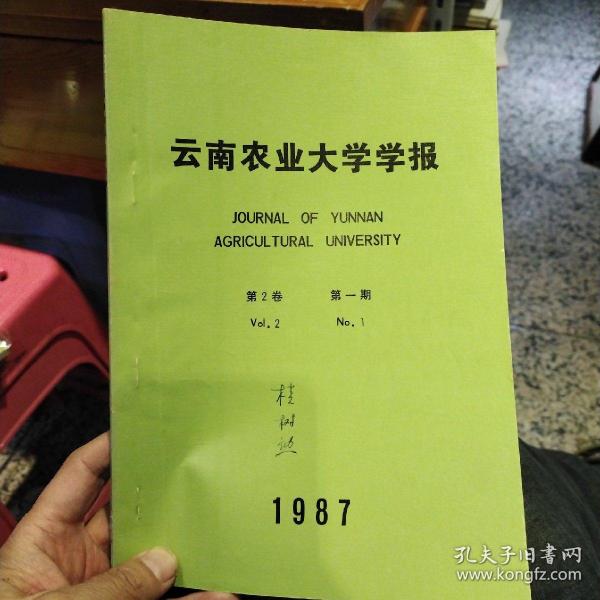 云南农业大学学报
JOURNAL OF YUNNAN
AGRICULTURAL UNIVERSITY
第2卷 第一期
Vol.2 No.1
树
1987
孔夫子旧书网
www.kongfz.com